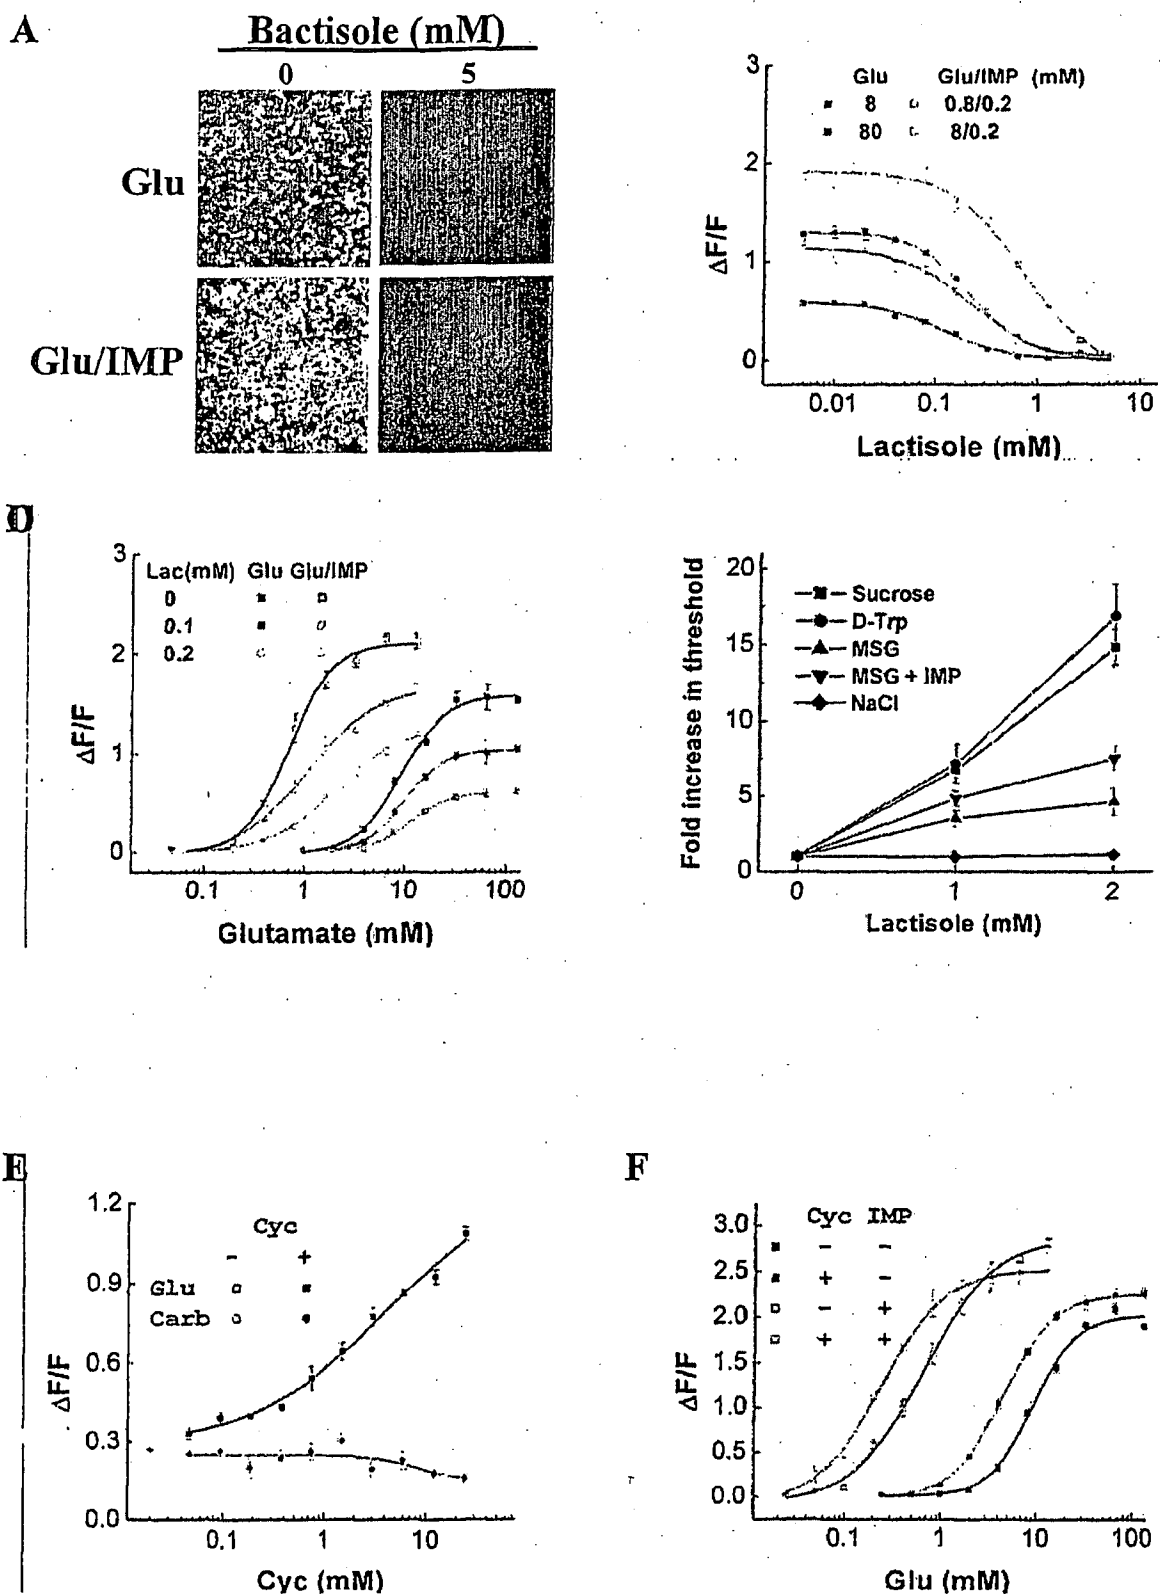 A
Bactisole (mM)
0 5
Glu
Glu/IMP
3
2
1
0
ΔF/F
Glu Glu/IMP (mM)
8 0.8/0.2
80 8/0.2
0.01 0.1 1 10
Lactisole (mM)
D
3
2
1
0
ΔF/F
Lac(mM) Glu Glu/IMP
0
0.1
0.2
0.1 1 10 100
Glutamate (mM)
20
15
10
5
0
Fold increase in threshold
Sucrose
D-Trp
MSG
MSG + IMP
NaCl
0 1 2
Lactisole (mM)
E
1.2
0.9
0.6
0.3
0.0
ΔF/F
Cyc
- +
Glu
Carb
0.1 1 10
Cyc (mM)
F
3.0
2.5
2.0
1.5
1.0
0.5
0.0
ΔF/F
Cyc IMP
- -
+ -
- +
+ +
0.1 1 10 100
Glu (mM)